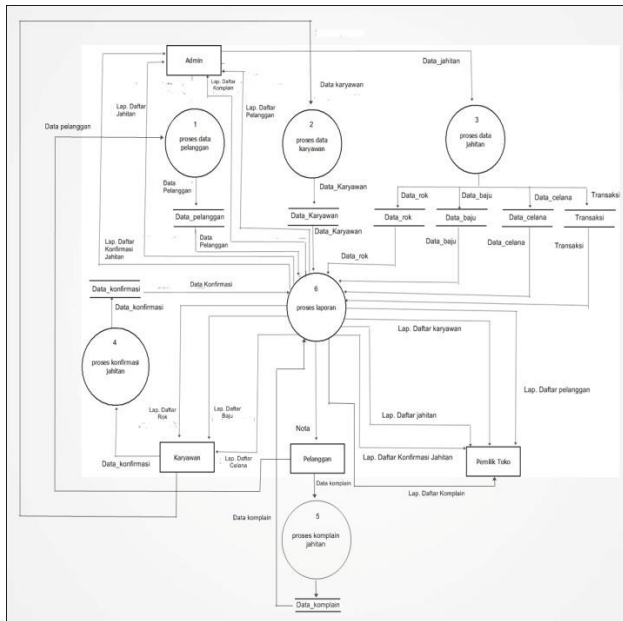 Admin
Data_jahitan
Lap. Daftar
Komplain
Data karyawan
Lap. Daftar
Jahitan
Lap. Daftar
Pelanggan
Data pelanggan
1
proses data
pelanggan
2
proses data
karyawan
3
proses data
jahitan
Data
Pelanggan
Data_Karyawan
Data_rok
Data_baju
Data_celana
Transaksi
Data_pelanggan
Data_Karyawan
Data_rok
Data_baju
Data_celana
Transaksi
Data
Pelanggan
Data_Karyawan
Lap. Daftar
Konfirmasi
Jahitan
Data_rok
Data_baju
Data_celana
Transaksi
Data_konfirmasi
Data Konfirmasi
Data_konfirmasi
6
proses laporan
4
proses konfirmasi
jahitan
Lap. Daftar karyawan
Lap. Daftar pelanggan
Lap. Daftar
Rok
Lap. Daftar
Baju
Lap. Daftar jahitan
Nota
Data_konfirmasi
Karyawan
Lap. Daftar
Celana
Pelanggan
Lap. Daftar Konfirmasi Jahitan
Pemilik Toko
Data komplain
Lap. Daftar Komplain
Data komplain
5
proses komplain
jahitan
Data_komplain